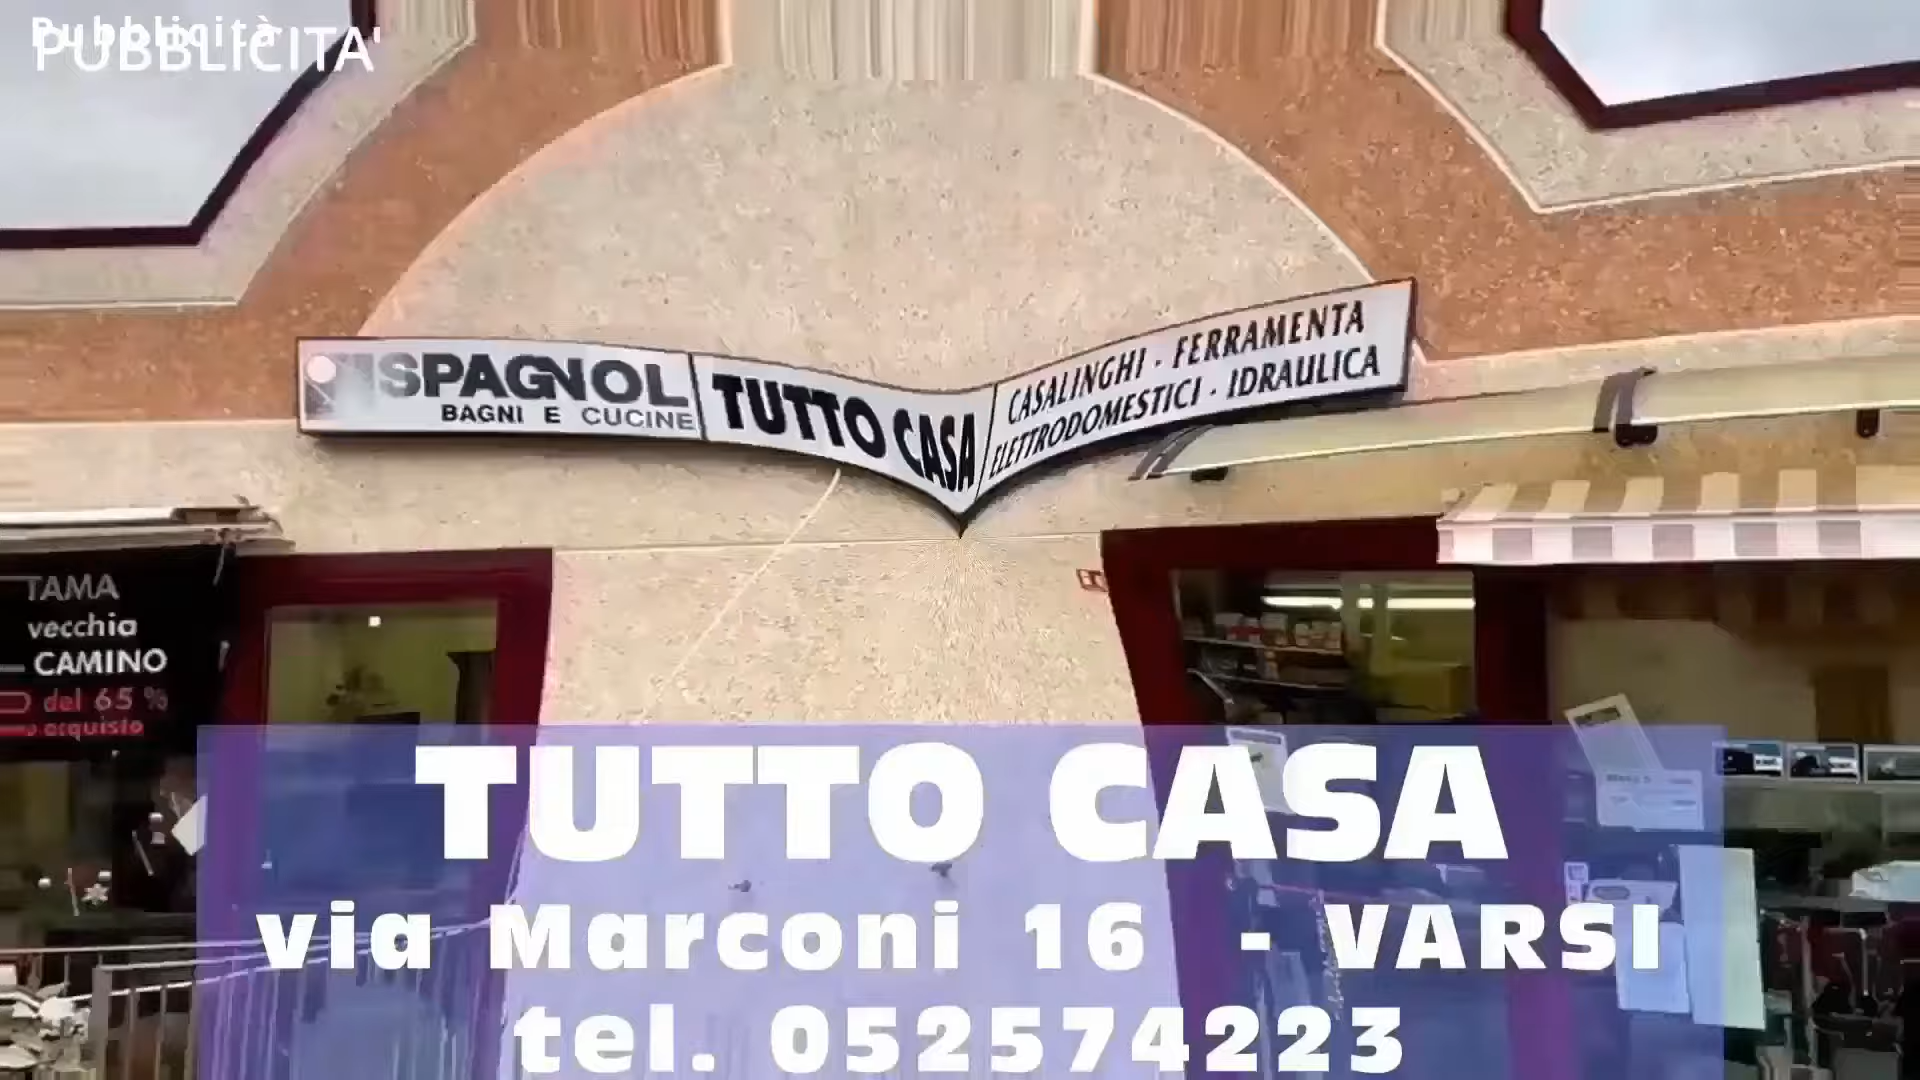 Pubblicità
PUBBLICITA'
SPAGNOL
BAGNI E CUCINE
TUTTO CASA
CASALINGHI - FERRAMENTA
ELETTRODOMESTICI - IDRAULICA
TAMA
vecchia
CAMINO
del 65 %
acquisto
TUTTO CASA
via Marconi 16 - VARSI
tel. 052574223